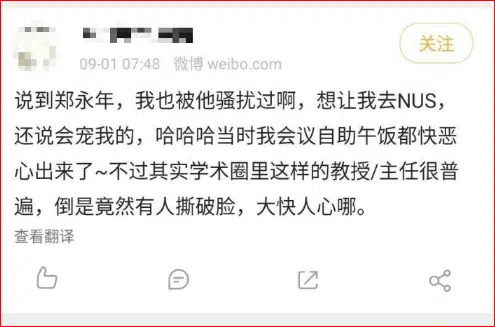 关注
09-01 07:48 微博 weibo.com
说到郑永年，我也被他骚扰过啊，想让我去NUS，
还说会宠我的，哈哈哈当时我会议自助午饭都快恶
心出来了~不过其实学术圈里这样的教授/主任很普
遍，倒是竟然有人撕破脸，大快人心哪。
查看翻译